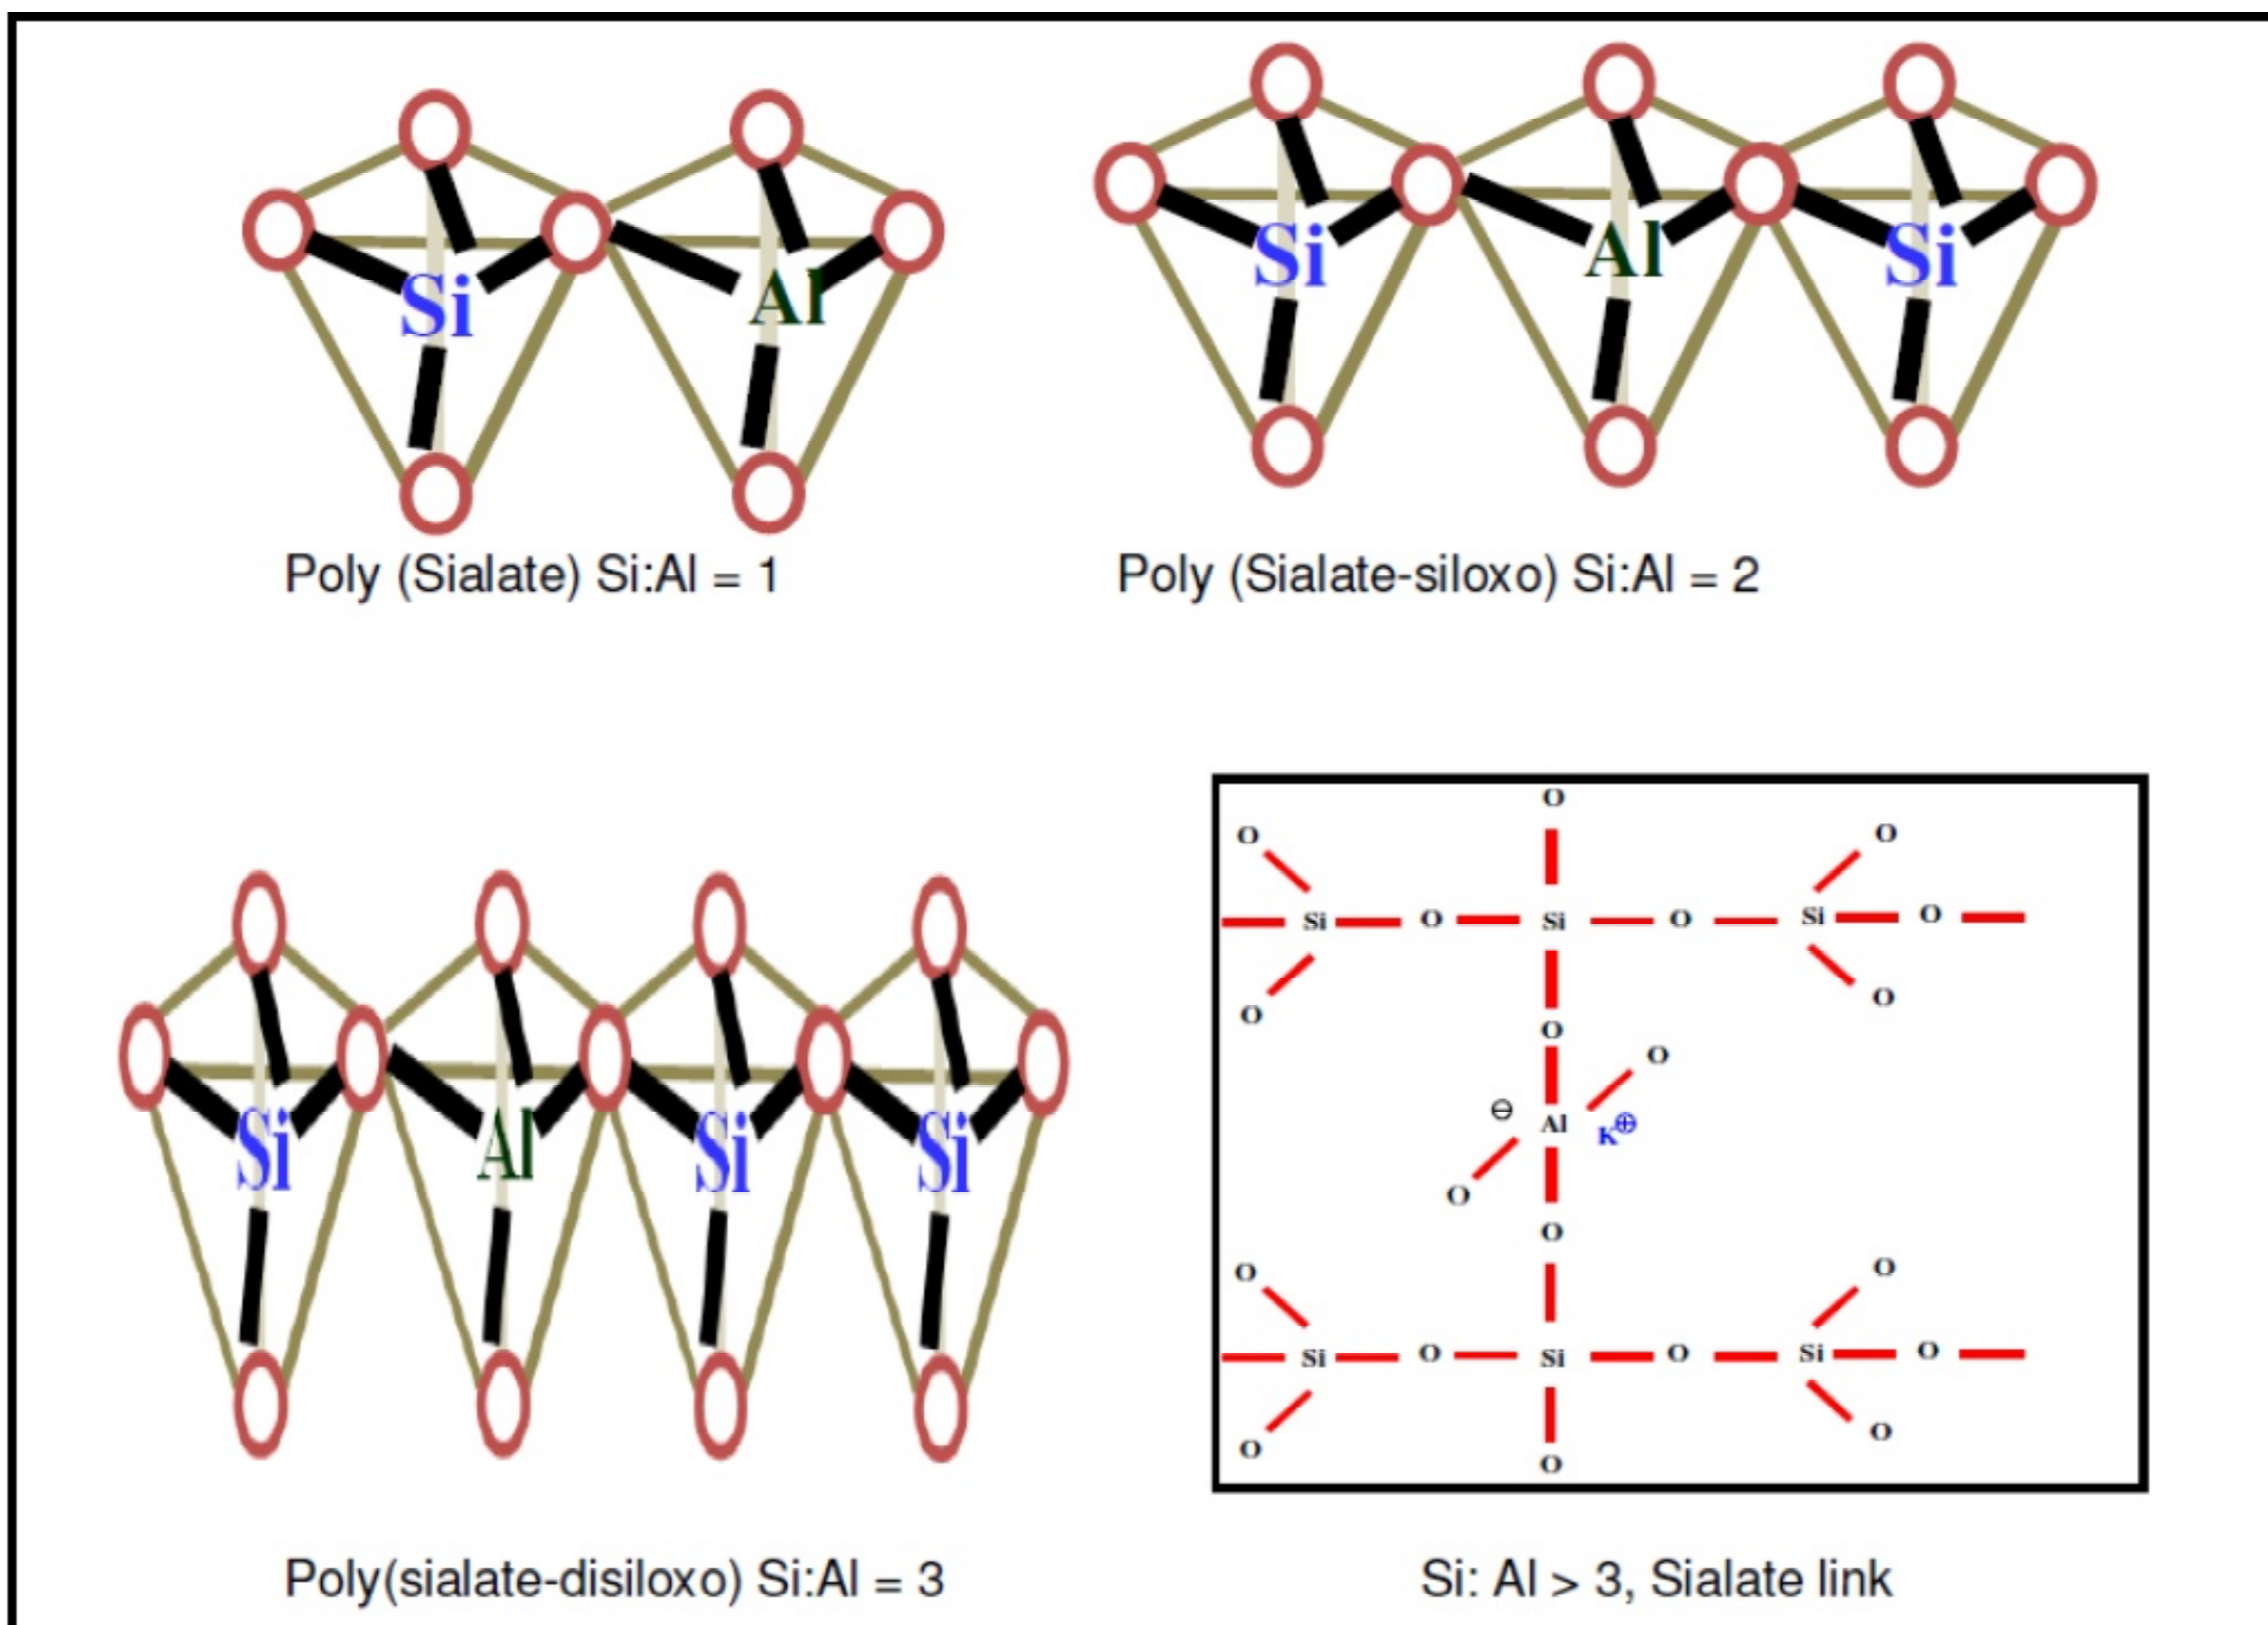 Si Al
Si Al Si
Poly (Sialate) Si:Al = 1
Poly (Sialate-siloxo) Si:Al = 2
Si Al Si Si
O
O O
Si O Si O Si O
O O
O
O
⊖ Al K⊕
O
O
O O
Si O Si O Si O
O O
O
Poly(sialate-disiloxo) Si:Al = 3
Si: Al > 3, Sialate link